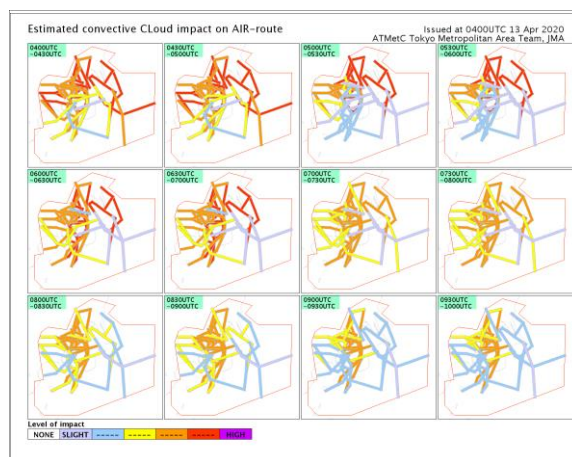 Estimated convective CLoud impact on AIR-route
Issued at 0400UTC 13 Apr 2020
ATMetC Tokyo Metropolitan Area Team, JMA
0400UTC
-0430UTC
0430UTC
-0500UTC
0500UTC
-0530UTC
0530UTC
-0600UTC
0600UTC
-0630UTC
0630UTC
-0700UTC
0700UTC
-0730UTC
0730UTC
-0800UTC
0800UTC
-0830UTC
0830UTC
-0900UTC
0900UTC
-0930UTC
0930UTC
-1000UTC
Level of impact
NONE SLIGHT ----- ----- ----- ----- HIGH